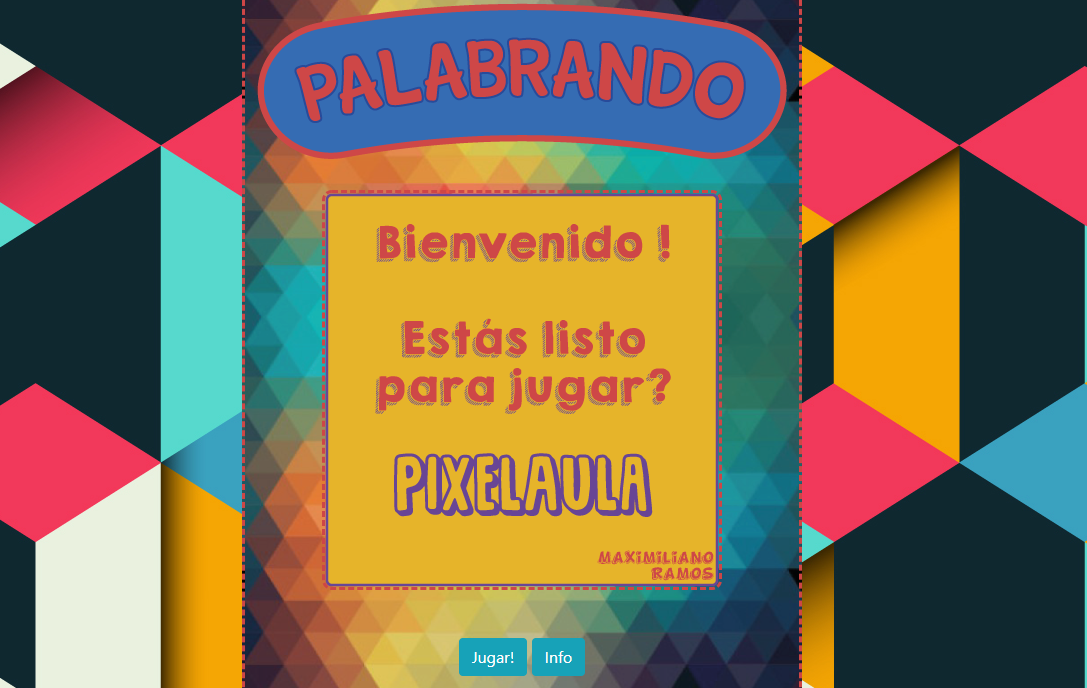 PALABRANDO
Bienvenido !
Estás listo
para jugar?
PIXELAULA
MAXIMILIANO
RAMOS
Jugar! Info